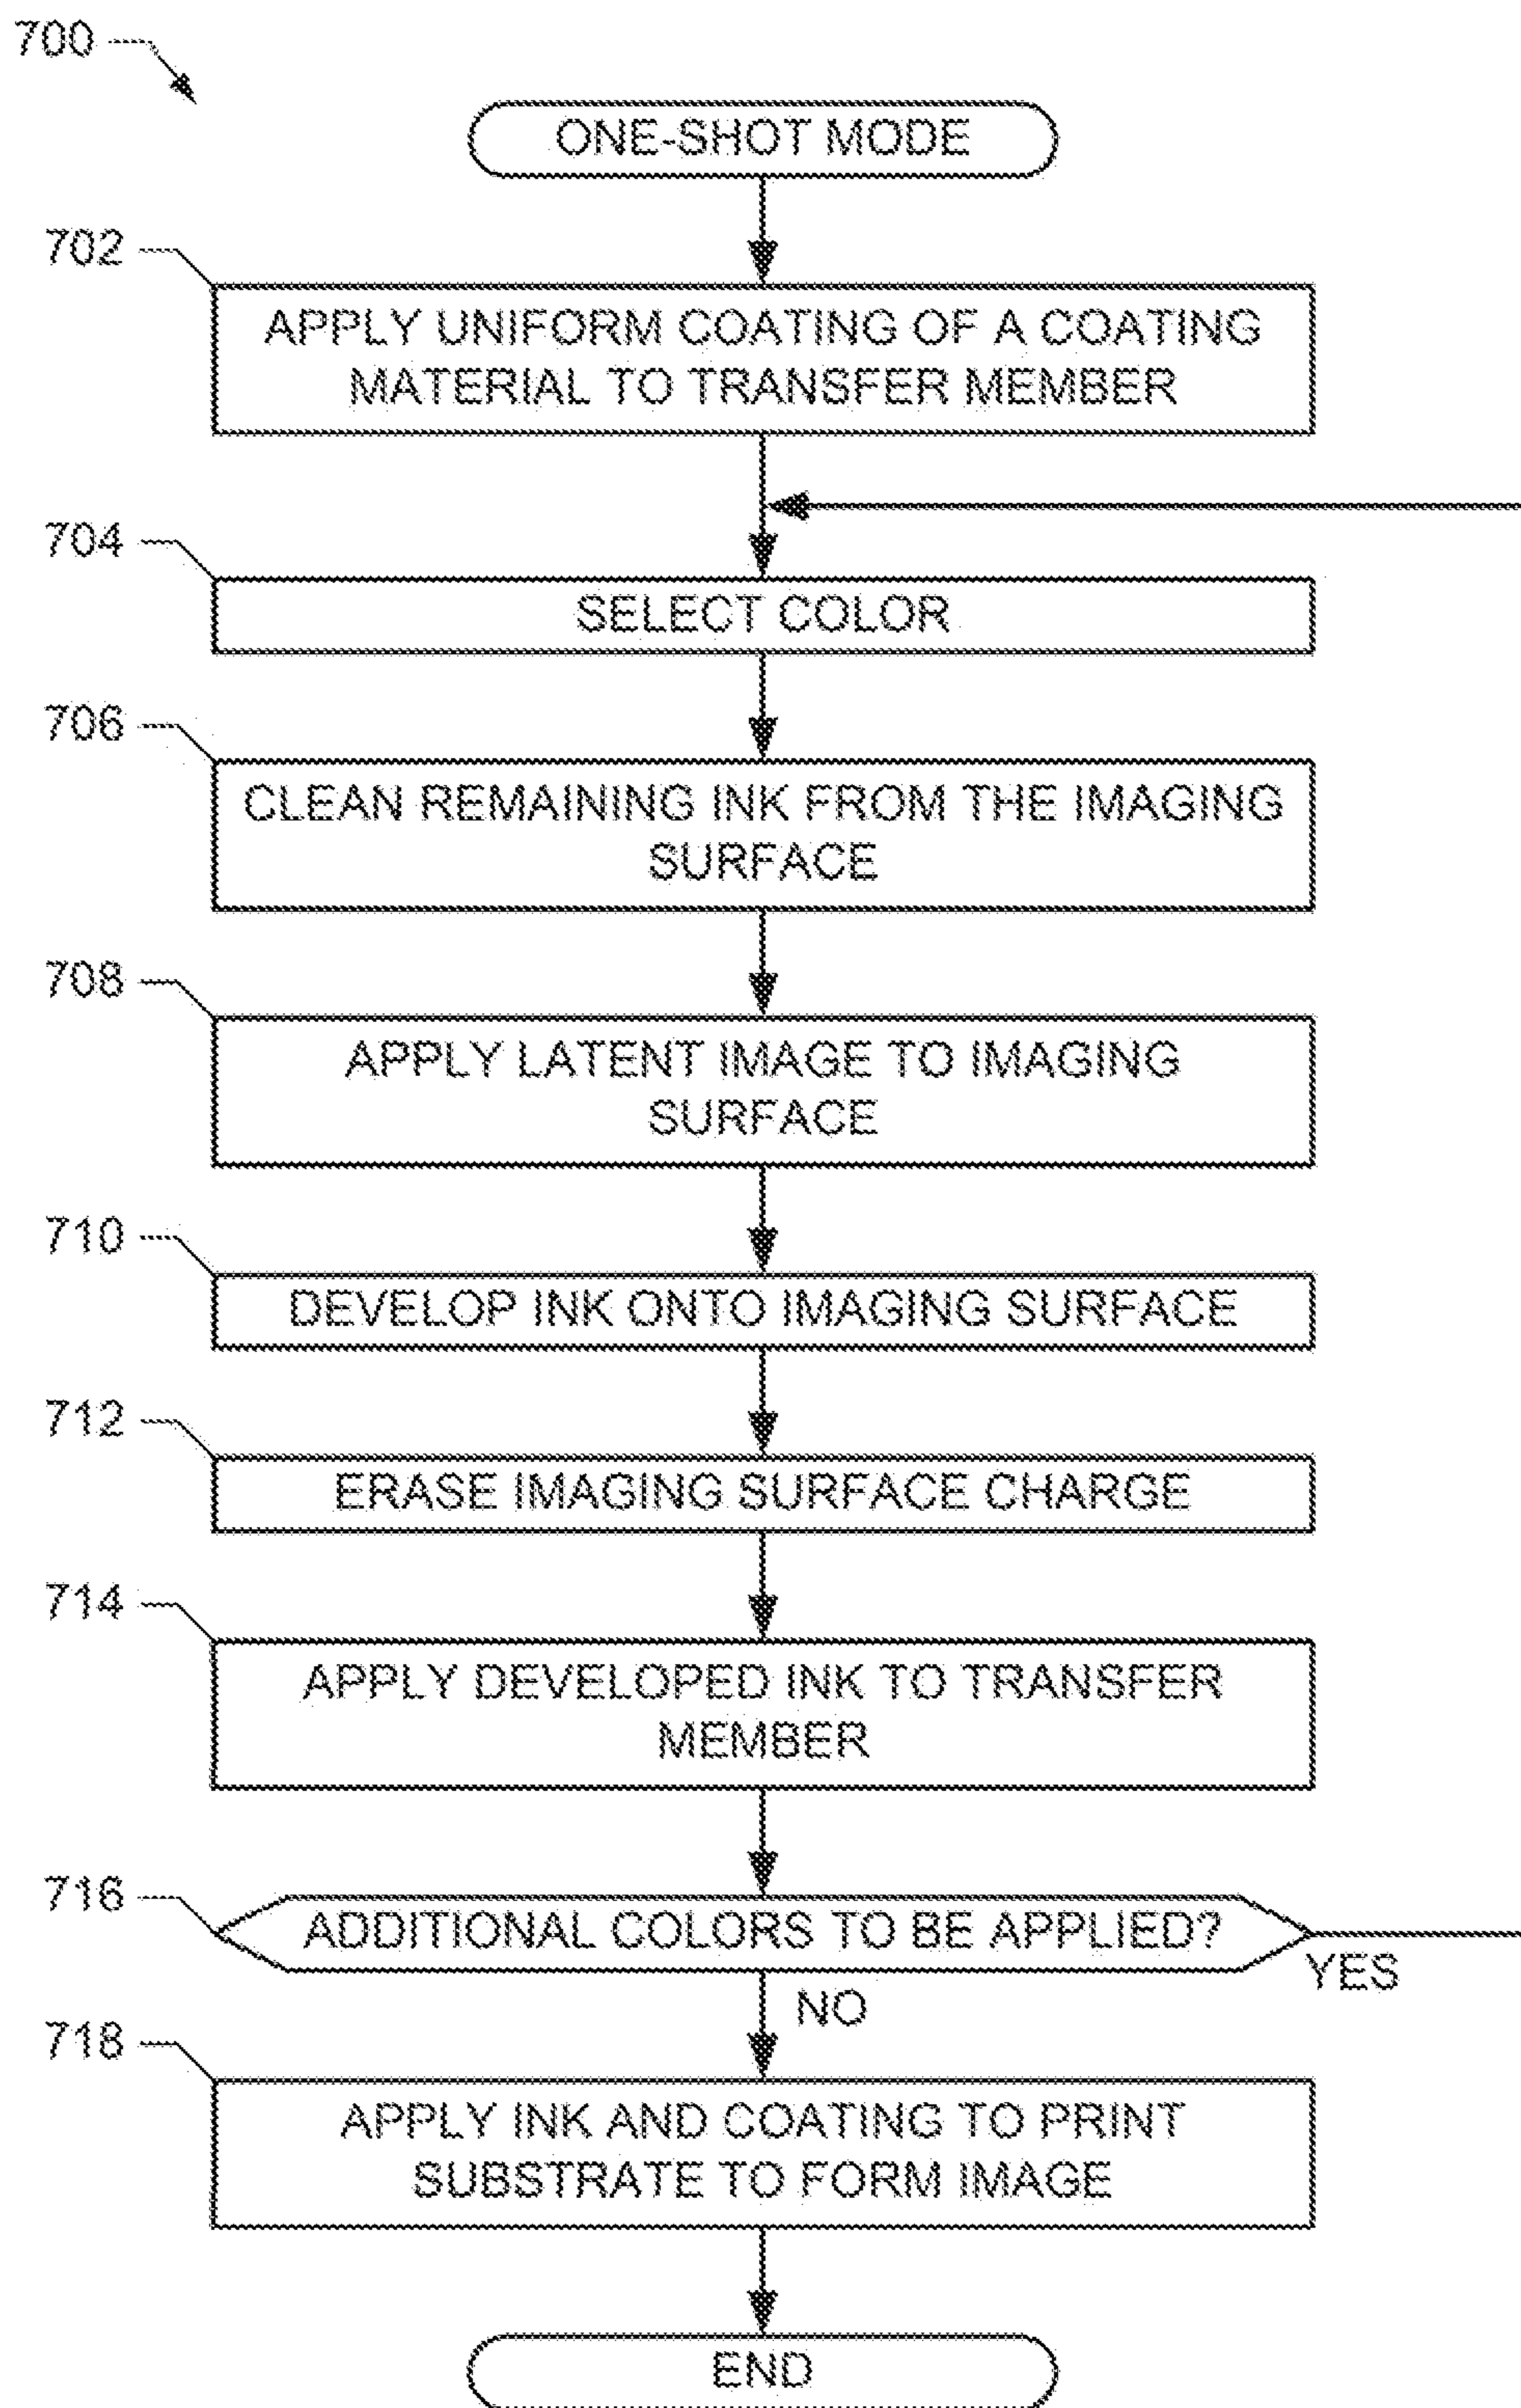 700
ONE-SHOT MODE
702
APPLY UNIFORM COATING OF A COATING
MATERIAL TO TRANSFER MEMBER
704
SELECT COLOR
706
CLEAN REMAINING INK FROM THE IMAGING
SURFACE
708
APPLY LATENT IMAGE TO IMAGING
SURFACE
710
DEVELOP INK ONTO IMAGING SURFACE
712
ERASE IMAGING SURFACE CHARGE
714
APPLY DEVELOPED INK TO TRANSFER
MEMBER
716
ADDITIONAL COLORS TO BE APPLIED?
YES
NO
718
APPLY INK AND COATING TO PRINT
SUBSTRATE TO FORM IMAGE
END